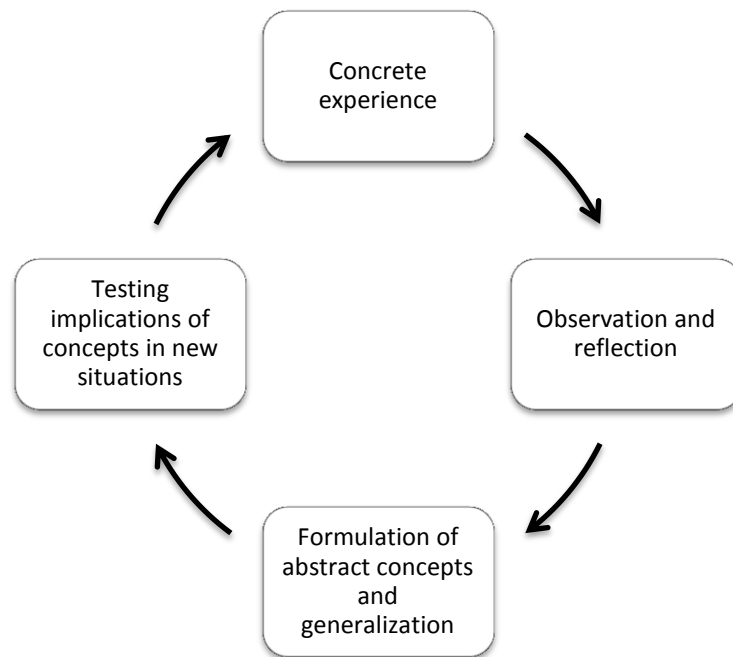 Concrete
experience
Observation and
reflection
Formulation of
abstract concepts
and
generalization
Testing
implications of
concepts in new
situations